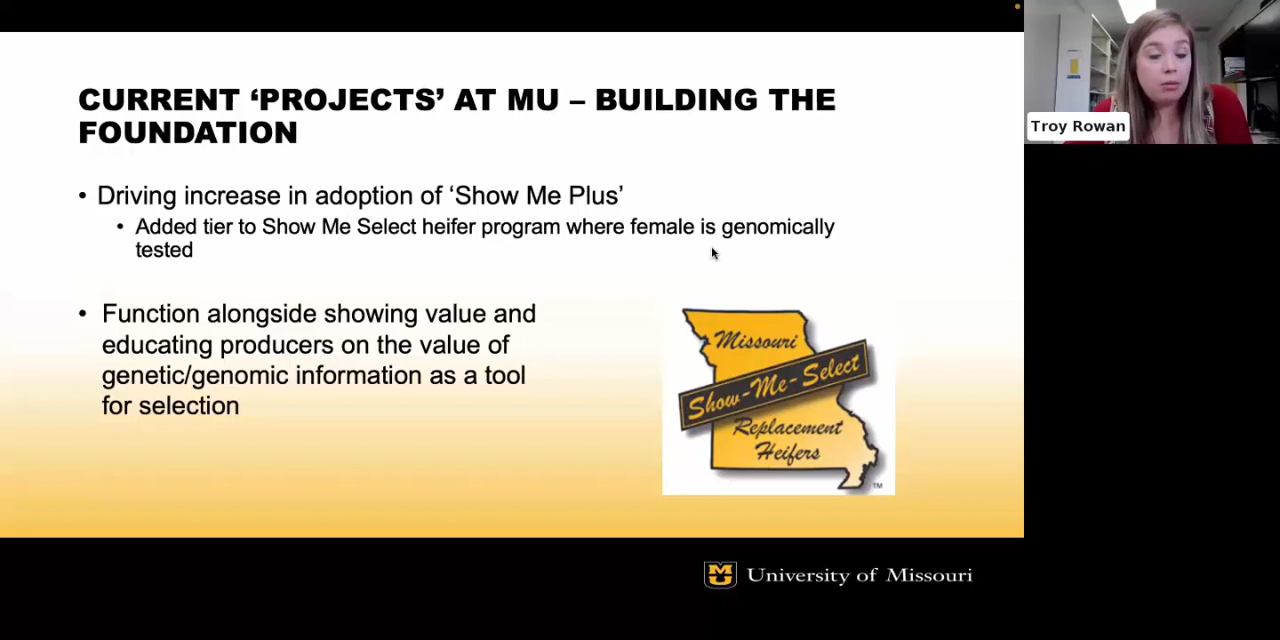 CURRENT ‘PROJECTS’ AT MU – BUILDING THE
FOUNDATION
• Driving increase in adoption of ‘Show Me Plus’
• Added tier to Show Me Select heifer program where female is genomically
tested
• Function alongside showing value and
educating producers on the value of
genetic/genomic information as a tool
for selection
Missouri
Show-Me-Select
Replacement
Heifers
TM
University of Missouri
Troy Rowan